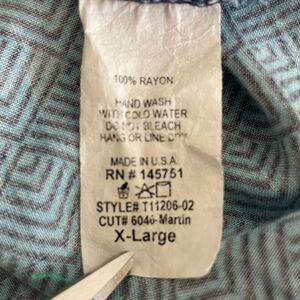 100% RAYON
HAND WASH
WITH COLD WATER
DO NOT BLEACH
HANG OR LINE DRY
MADE IN U.S.A.
RN # 145751
STYLE# T11206-02
CUT# 6046-Martin
X-Large